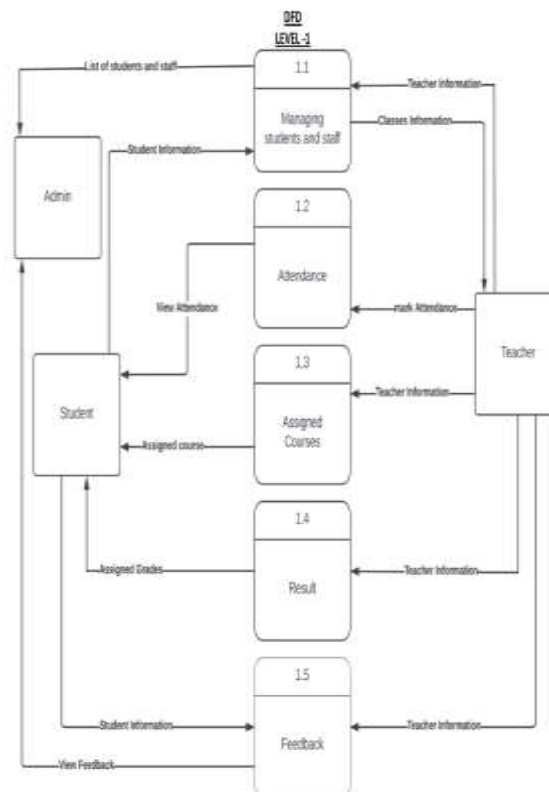 DFD
LEVEL -1
1.1
List of students and staff
Teacher Information
Managing
students and staff
Classes Information
Student Information
Admin
1.2
Attendance
View Attendance
mark Attendance
Teacher
1.3
Teacher Information
Student
Assigned
Courses
Assigned course
1.4
Assigned Grades
Result
Teacher Information
1.5
Student Information
Teacher Information
Feedback
View Feedback